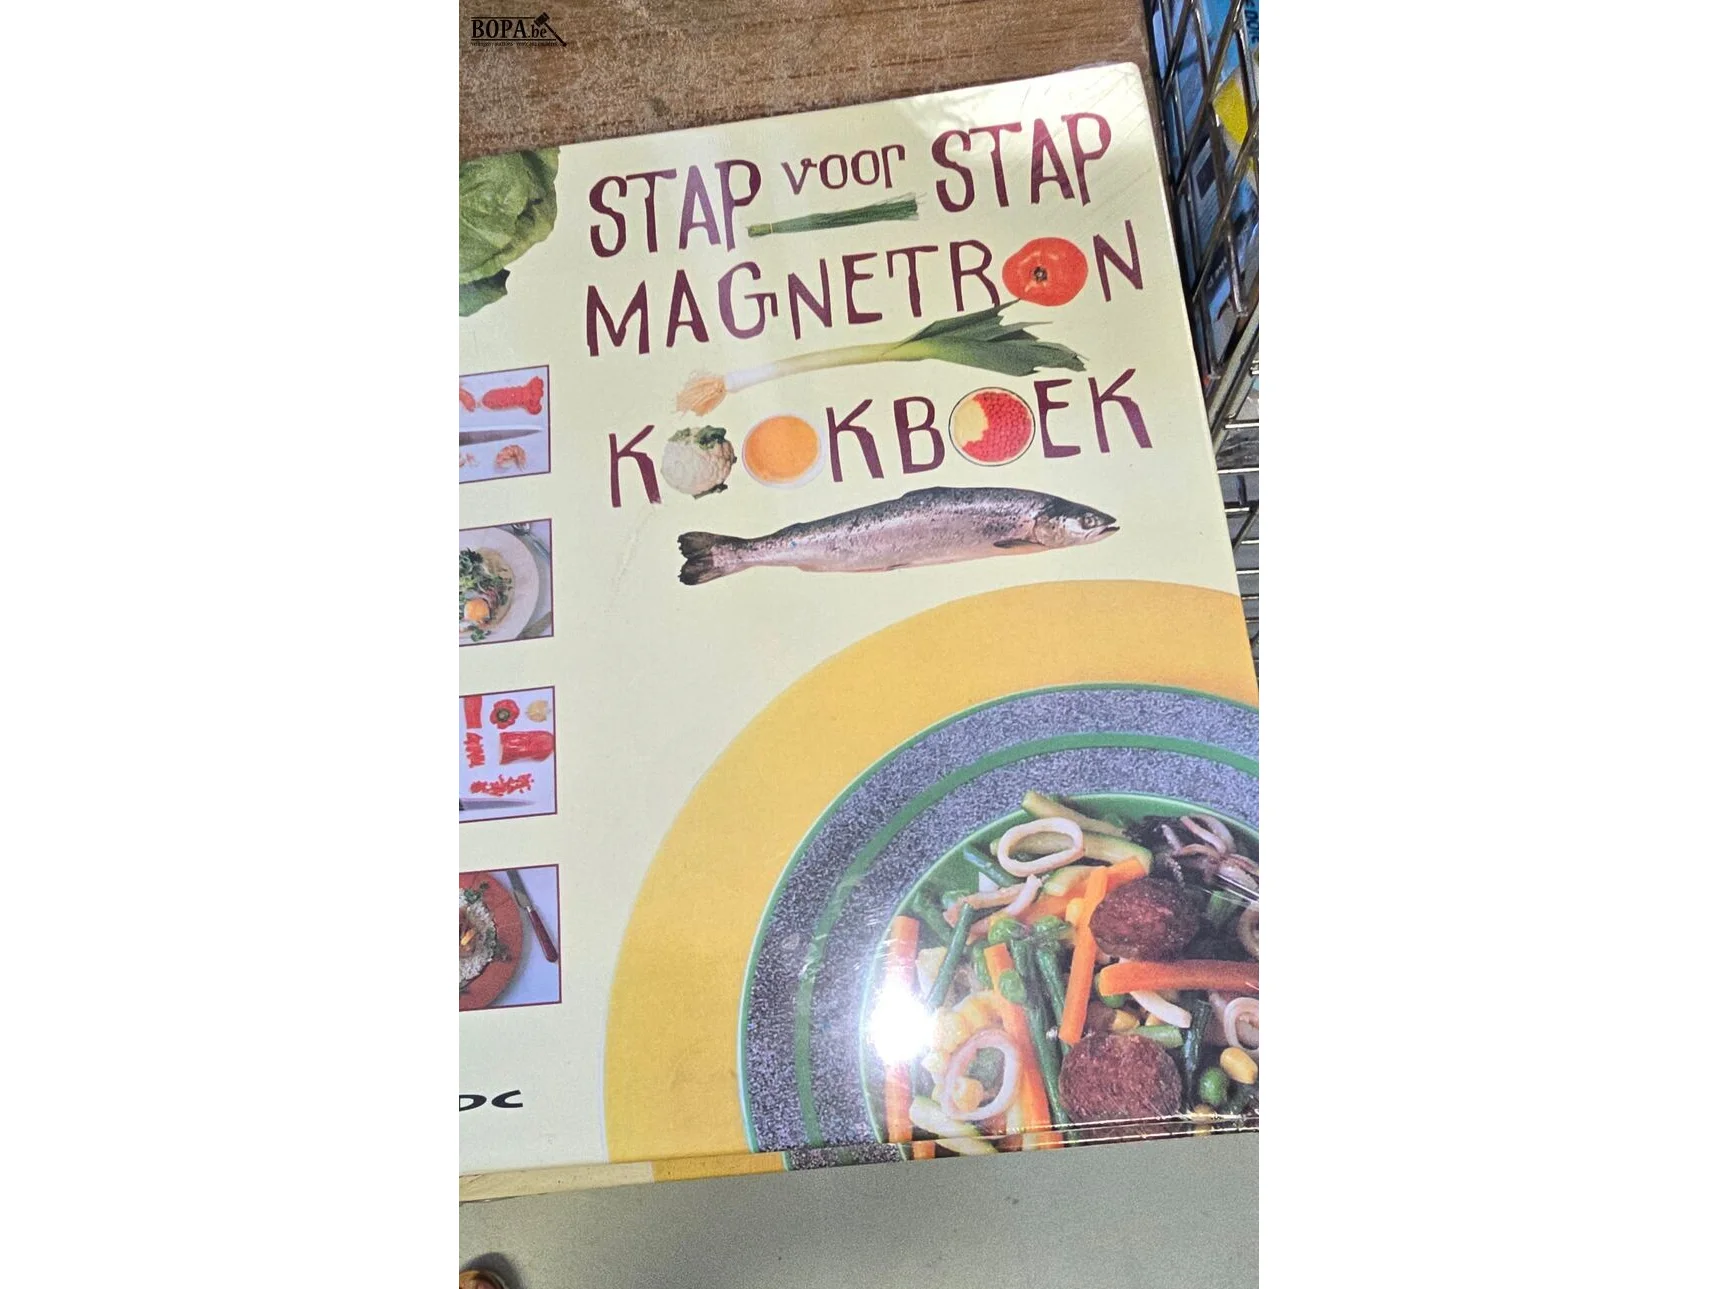 BOPA.be
STAP voor STAP
MAGNETRON
KOOKBOEK